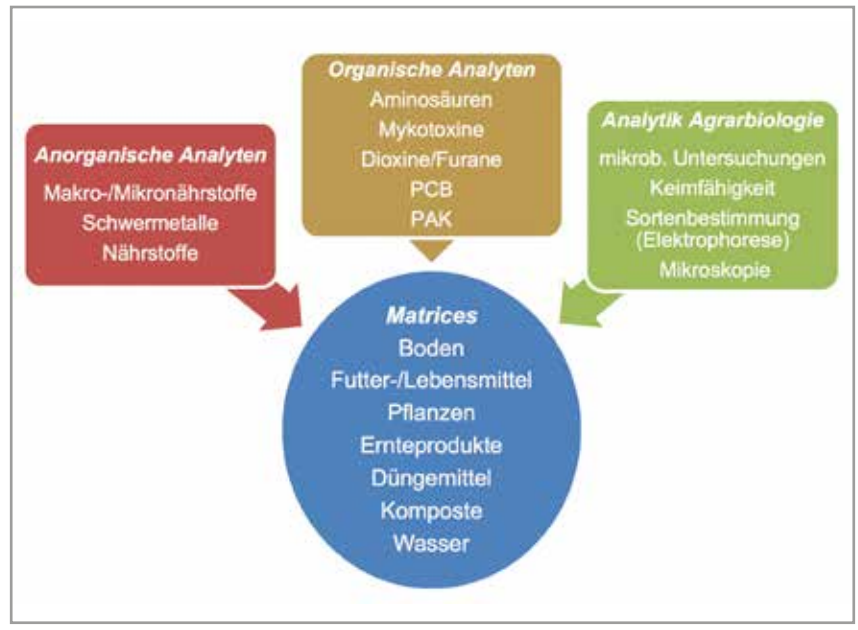 Anorganische Analyten
Makro-/Mikronährstoffe
Schwermetalle
Nährstoffe
Organische Analyten
Aminosäuren
Mykotoxine
Dioxine/Furane
PCB
PAK
Analytik Agrarbiologie
mikrob. Untersuchungen
Keimfähigkeit
Sortenbestimmung
(Elektrophorese)
Mikroskopie
Matrices
Boden
Futter-/Lebensmittel
Pflanzen
Ernteprodukte
Düngemittel
Komposte
Wasser